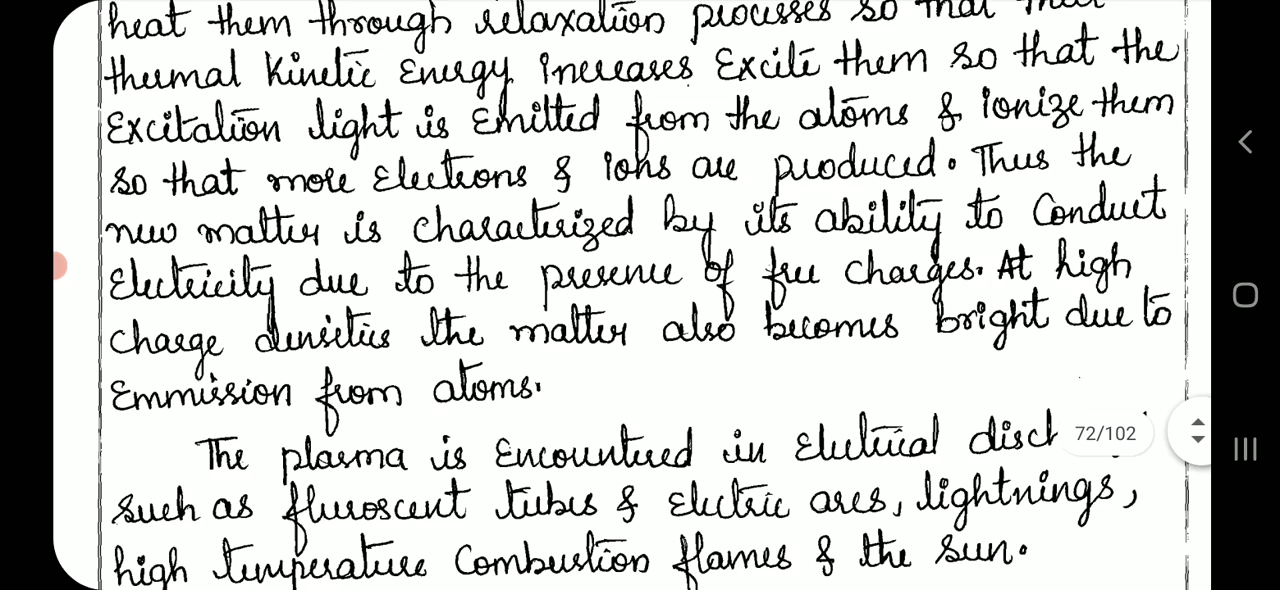 heat them through relaxation processes so that their
thermal Kinetic Energy increases Excite them so that the
Excitation light is Emitted from the atoms & ionize them
so that more Electrons & ions are produced. Thus the
new matter is characterized by its ability to Conduct
Electricity due to the presence of free charges. At high
charge densities the matter also becomes bright due to
Emmission from atoms.
The plasma is Encountered in Electrical disch
72/102
such as fluroscent tubes & Electric arcs, lightnings,
high temperature Combustion flames & the sun.